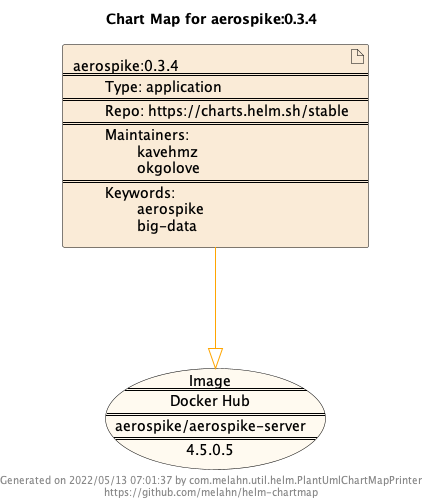 Chart Map for aerospike:0.3.4
aerospike:0.3.4
Type: application
Repo: https://charts.helm.sh/stable
Maintainers:
kavehmz
okgolove
Keywords:
aerospike
big-data
Image
Docker Hub
aerospike/aerospike-server
4.5.0.5
Generated on 2022/05/13 07:01:37 by com.melahn.util.helm.PlantUmlChartMapPrinter
https://github.com/melahn/helm-chartmap